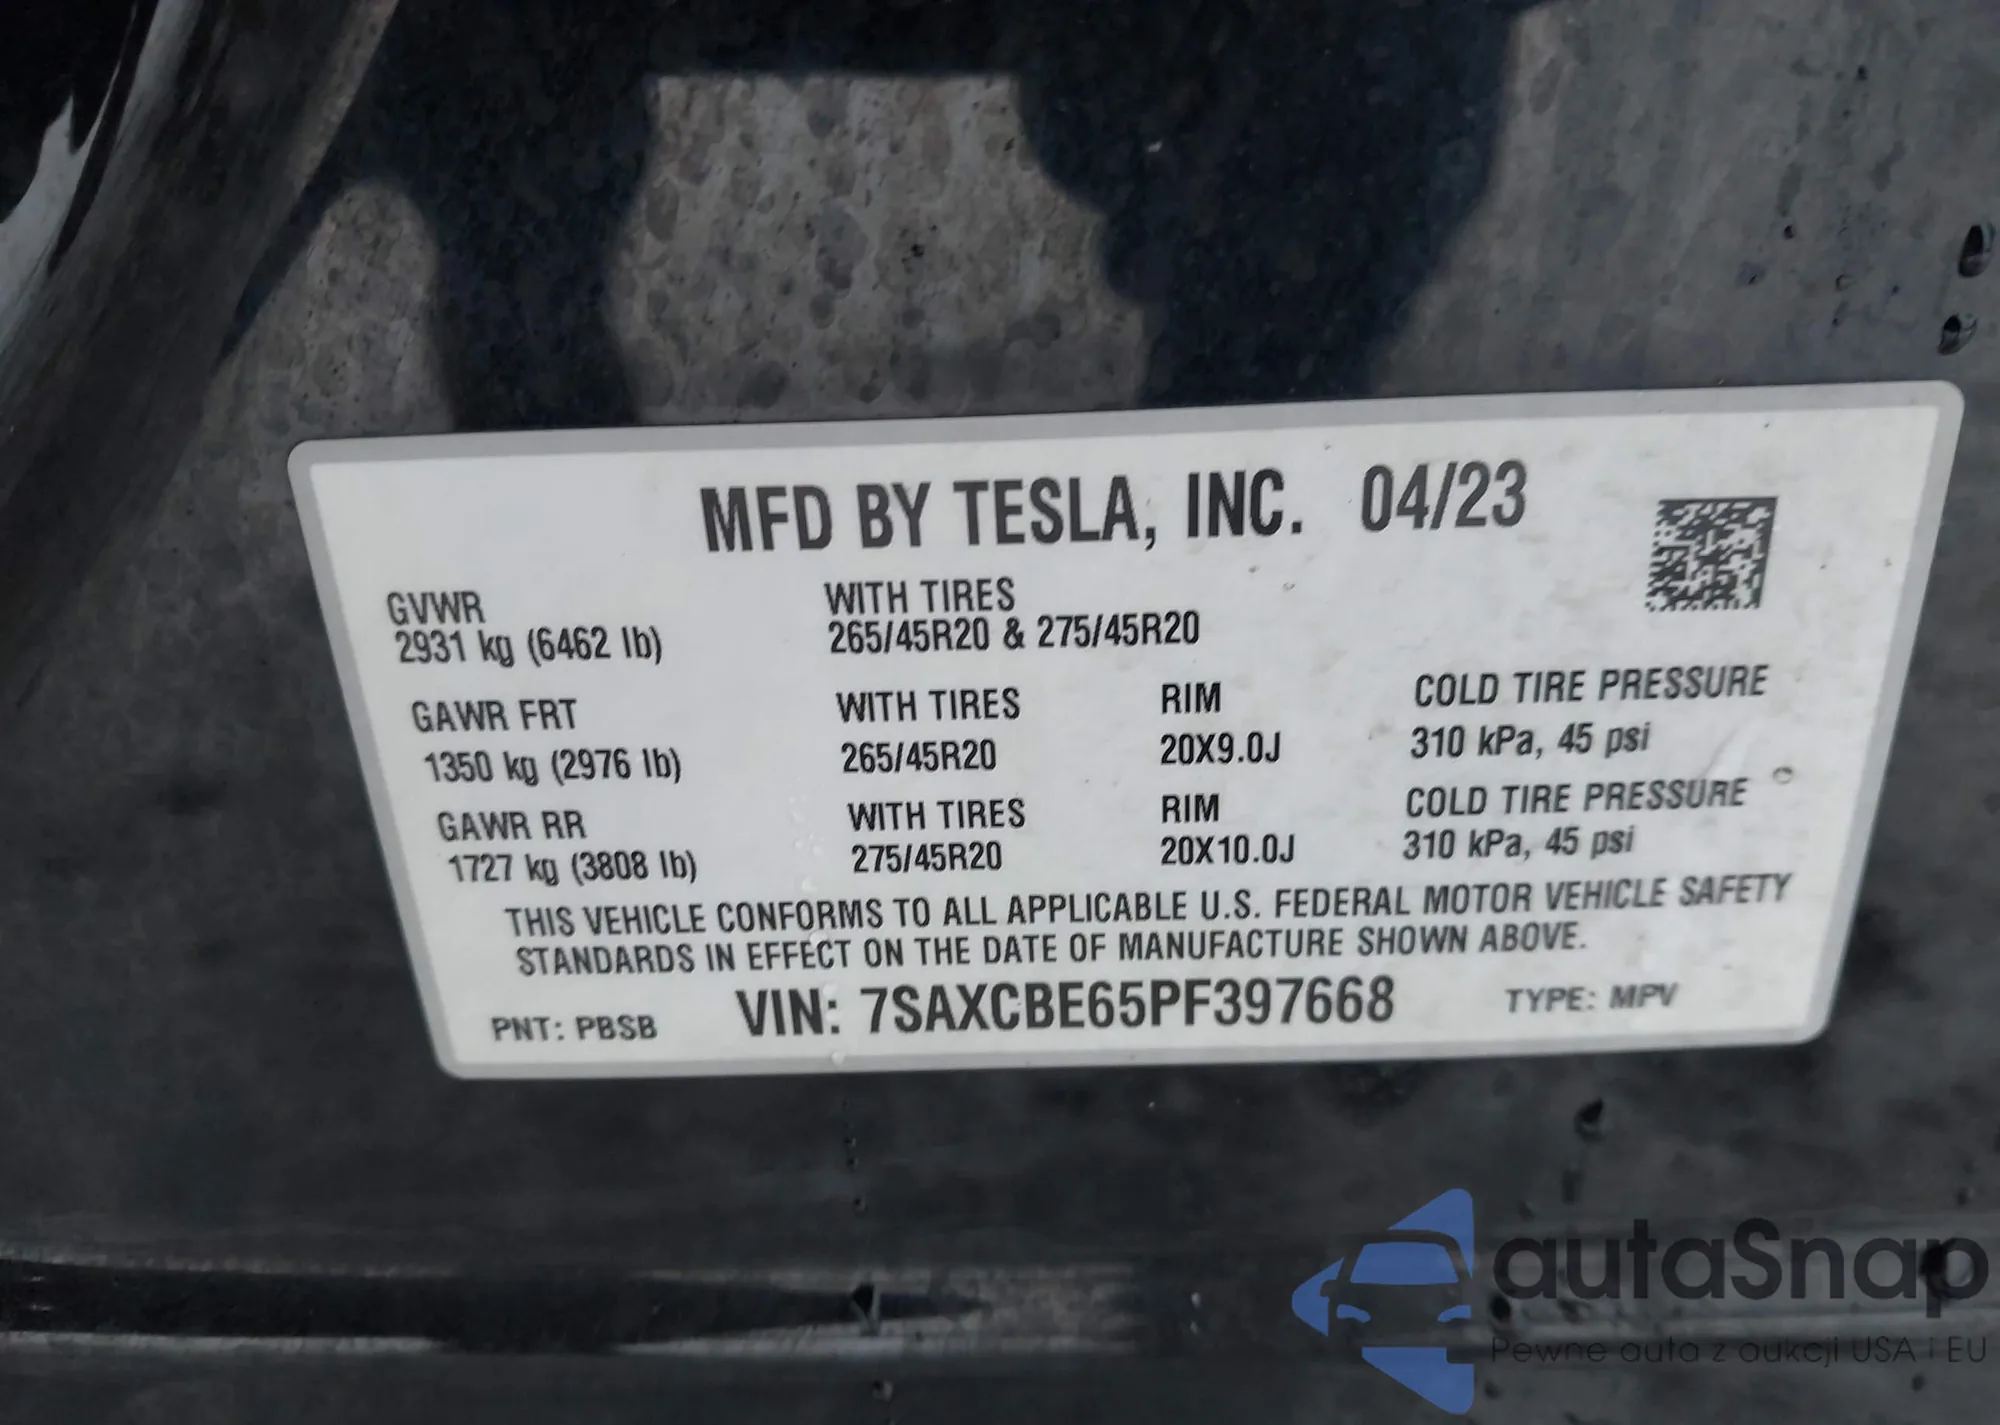 MFD BY TESLA, INC. 04/23
GVWR
2931 kg (6462 lb)
WITH TIRES
265/45R20 & 275/45R20
GAWR FRT
1350 kg (2976 lb)
WITH TIRES
265/45R20
RIM
20X9.0J
COLD TIRE PRESSURE
310 kPa, 45 psi
GAWR RR
1727 kg (3808 lb)
WITH TIRES
275/45R20
RIM
20X10.0J
COLD TIRE PRESSURE
310 kPa, 45 psi
THIS VEHICLE CONFORMS TO ALL APPLICABLE U.S. FEDERAL MOTOR VEHICLE SAFETY
STANDARDS IN EFFECT ON THE DATE OF MANUFACTURE SHOWN ABOVE.
PNT: PBSB VIN: 7SAXCBE65PF397668 TYPE: MPV
autaSnap
Pewne auta z aukcji USA i EU